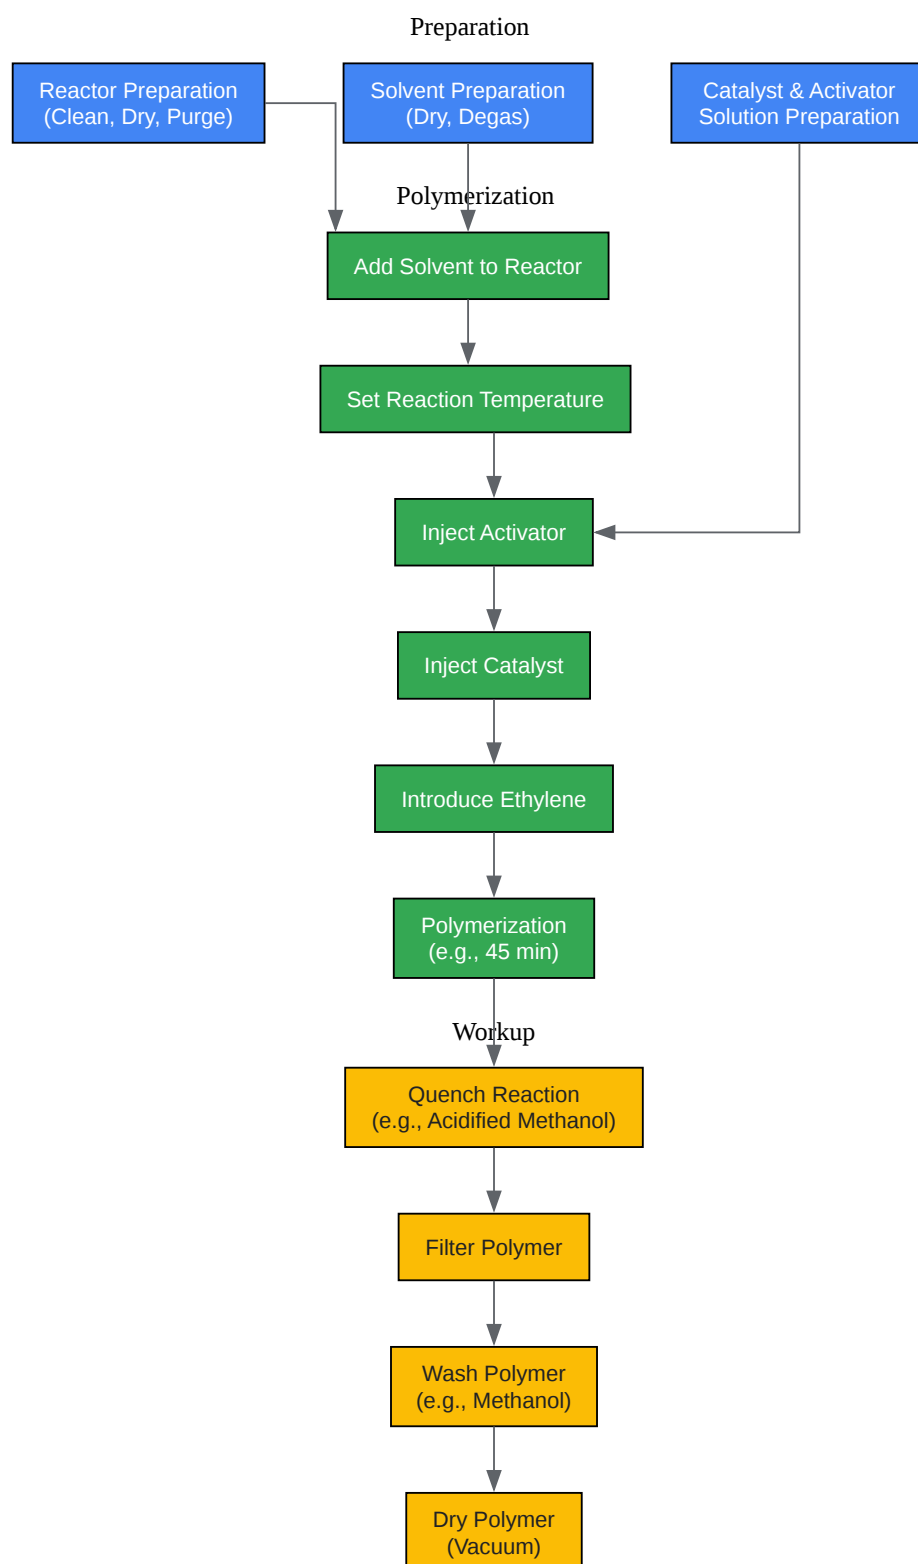 Preparation
Reactor Preparation
(Clean, Dry, Purge)
Solvent Preparation
(Dry, Degas)
Catalyst & Activator
Solution Preparation
Polymerization
Add Solvent to Reactor
Set Reaction Temperature
Inject Activator
Inject Catalyst
Introduce Ethylene
Polymerization
(e.g., 45 min)
Workup
Quench Reaction
(e.g., Acidified Methanol)
Filter Polymer
Wash Polymer
(e.g., Methanol)
Dry Polymer
(Vacuum)